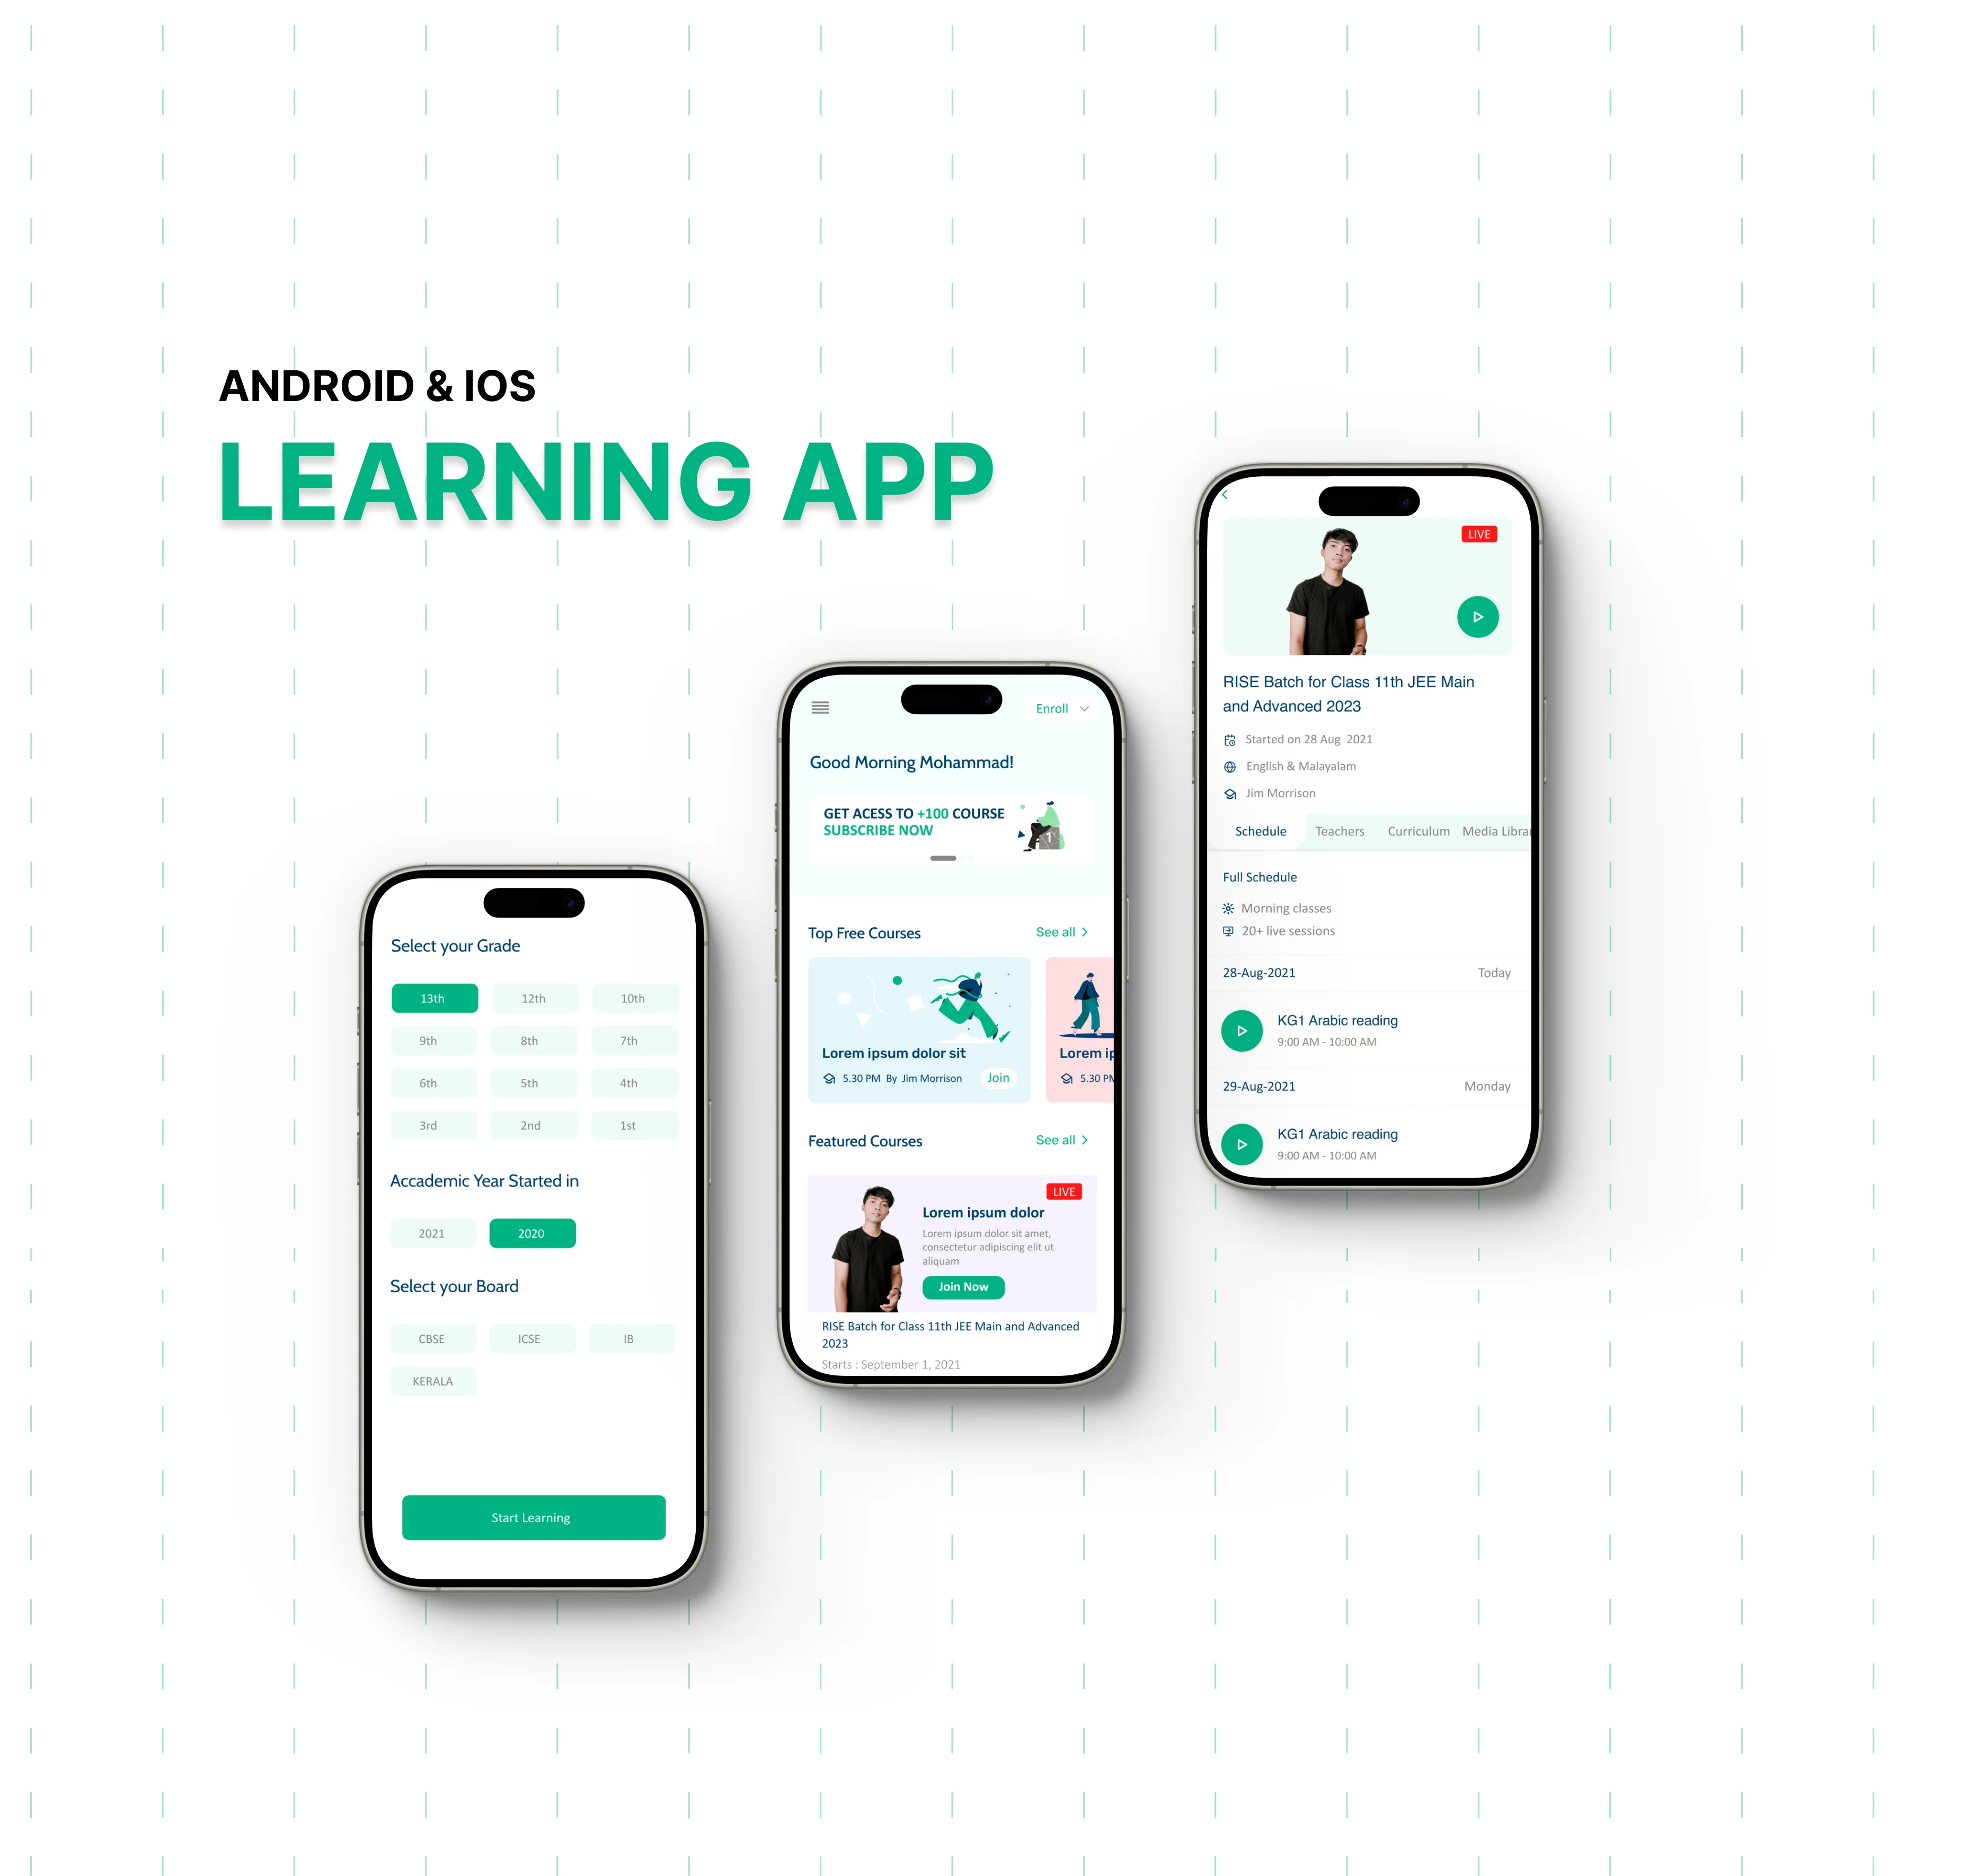 ANDROID & IOS
LEARNING APP
Select your Grade
13th 12th 10th
9th 8th 7th
6th 5th 4th
3rd 2nd 1st
Accademic Year Started in
2021 2020
Select your Board
CBSE ICSE IB
KERALA
Start Learning
Enroll
Good Morning Mohammad!
GET ACESS TO +100 COURSE
SUBSCRIBE NOW
1
Top Free Courses See all
Lorem ipsum dolor sit
5.30 PM By Jim Morrison Join
Lorem ip
5.30 PM
Featured Courses See all
LIVE
Lorem ipsum dolor
Lorem ipsum dolor sit amet,
consectetur adipiscing elit ut
aliquam
Join Now
RISE Batch for Class 11th JEE Main and Advanced
2023
Starts : September 1, 2021
LIVE
RISE Batch for Class 11th JEE Main
and Advanced 2023
Started on 28 Aug 2021
English & Malayalam
Jim Morrison
Schedule Teachers Curriculum Media Librar
Full Schedule
Morning classes
20+ live sessions
28-Aug-2021 Today
KG1 Arabic reading
9:00 AM - 10:00 AM
29-Aug-2021 Monday
KG1 Arabic reading
9:00 AM - 10:00 AM